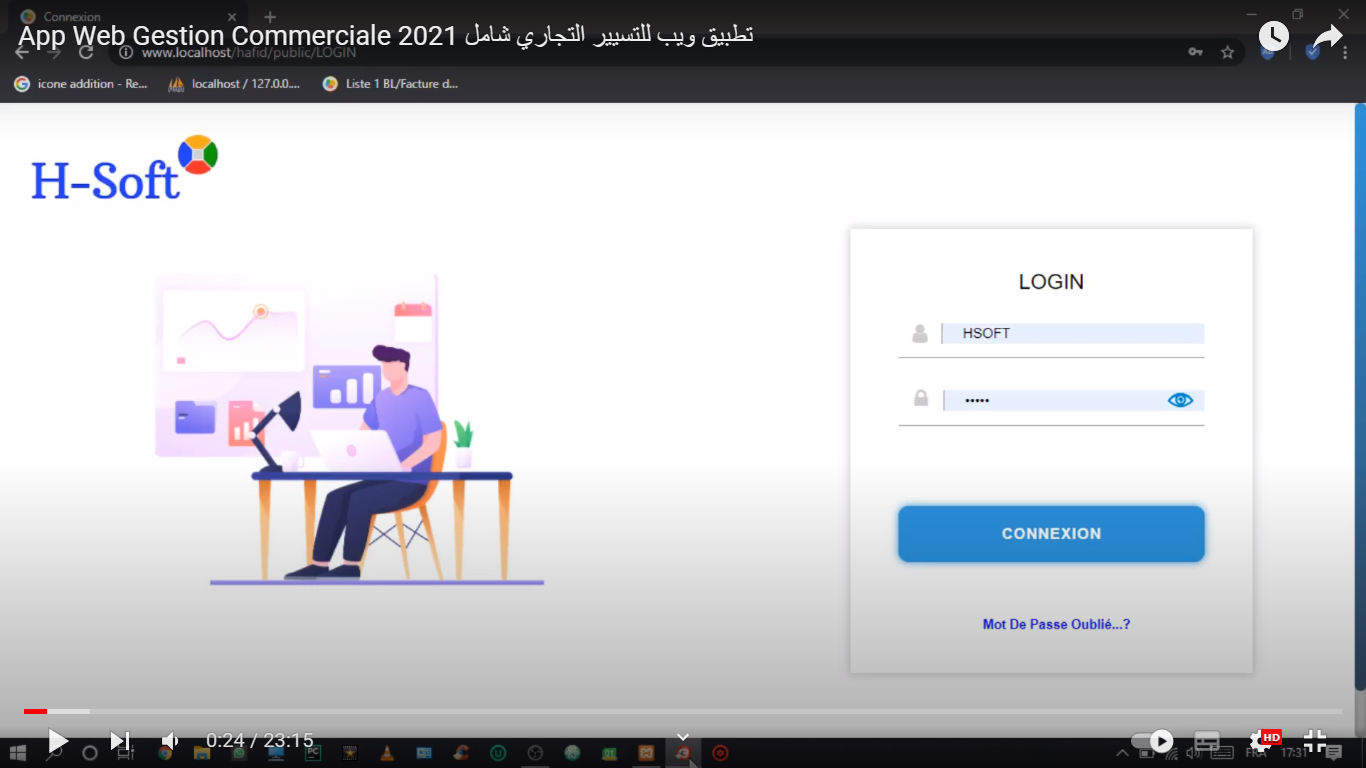 Connexion
App Web Gestion Commerciale 2021 تطبيق ويب للتسيير التجاري شامل
www.localhost/hafid/public/LOGIN
icone addition - Re... localhost / 127.0.0.... Liste 1 BL/Facture d...
H-Soft
LOGIN
HSOFT
•••••
CONNEXION
Mot De Passe Oublié...?
0:24 / 23:15
HD
FRA 17:31